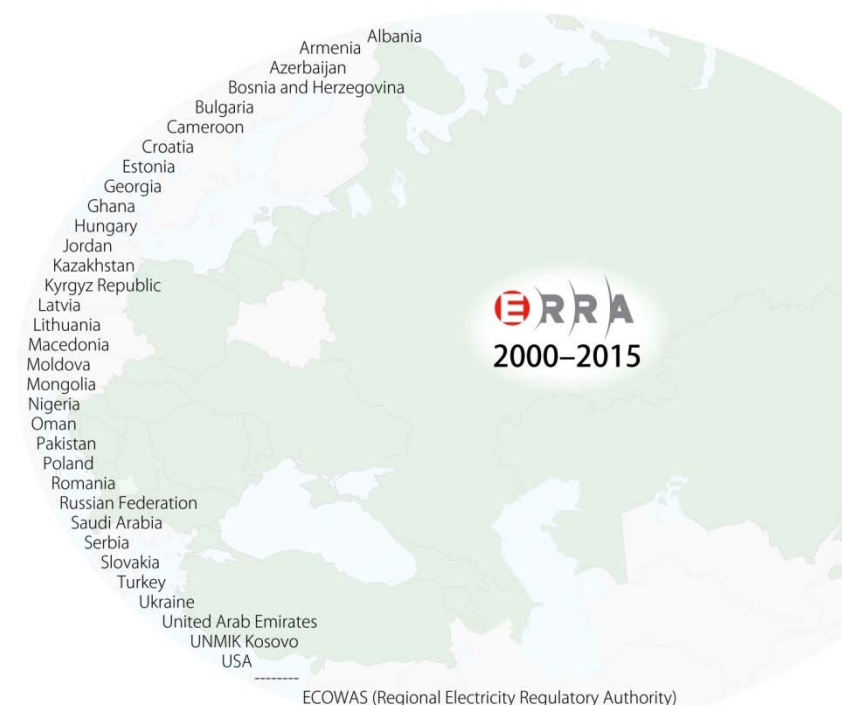 Albania
Armenia
Azerbaijan
Bosnia and Herzegovina
Bulgaria
Cameroon
Croatia
Estonia
Georgia
Ghana
Hungary
Jordan
Kazakhstan
Kyrgyz Republic
Latvia
Lithuania
Macedonia
Moldova
Mongolia
Nigeria
Oman
Pakistan
Poland
Romania
Russian Federation
Saudi Arabia
Serbia
Slovakia
Turkey
Ukraine
United Arab Emirates
UNMIK Kosovo
USA
--------
ECOWAS (Regional Electricity Regulatory Authority)
ERRA
2000–2015